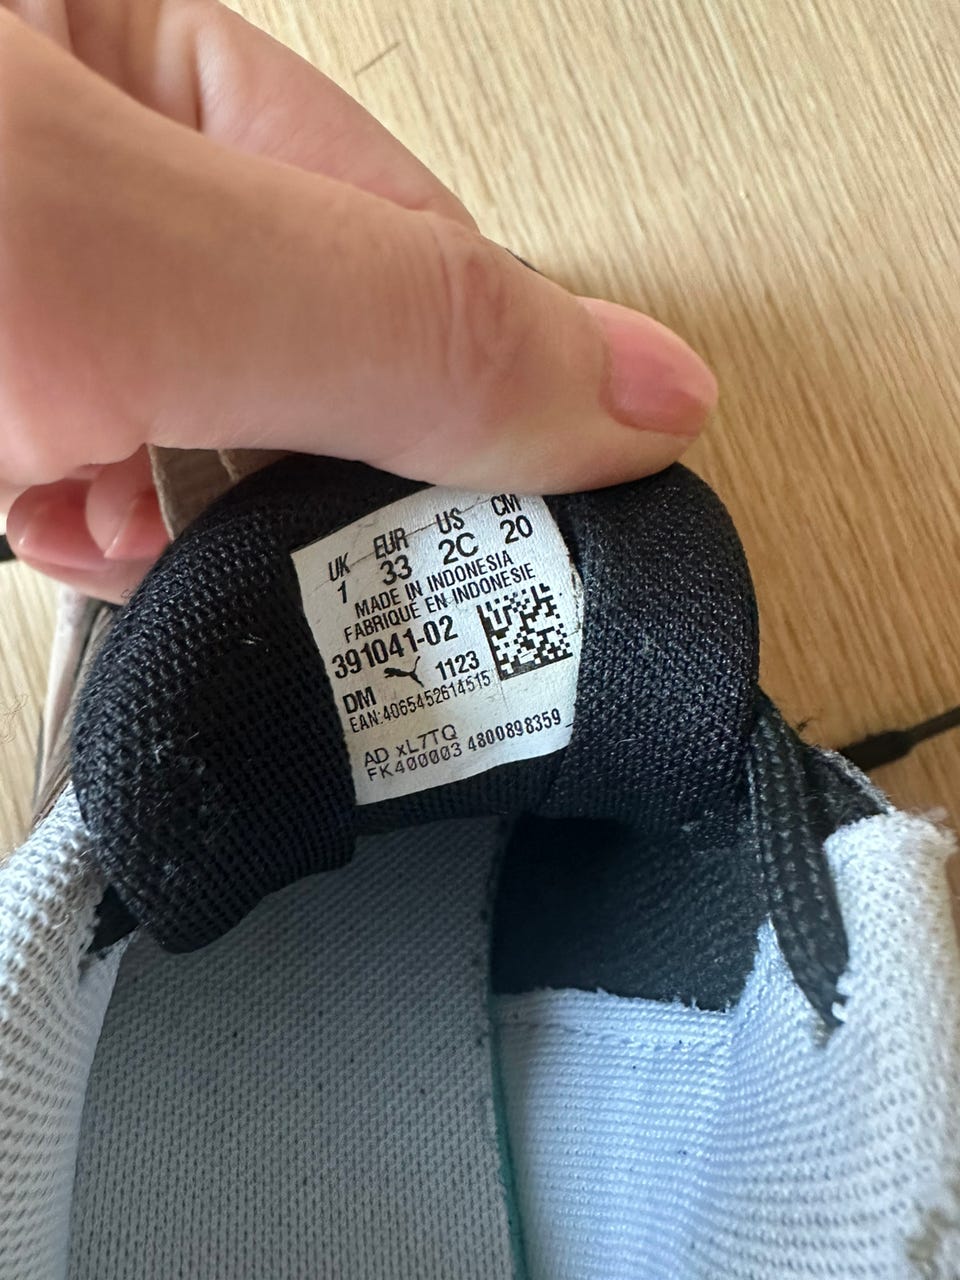 UK EUR US CM
1 33 2C 20
MADE IN INDONESIA
FABRIQUÉ EN INDONESIE
391041-02
DM 1123
EAN:4065452614515
AD xL7TQ
FK400003 4800898359